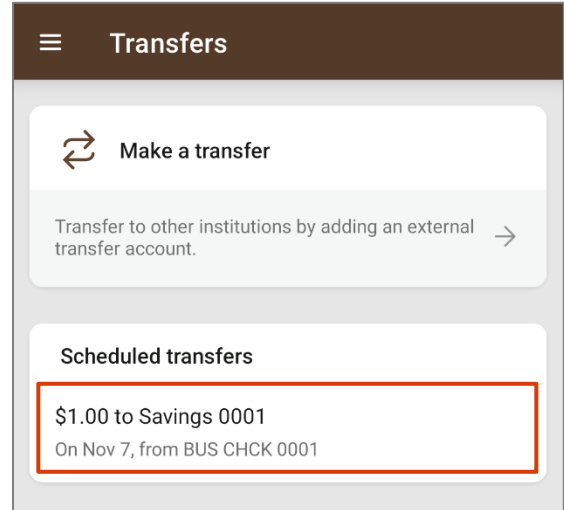 Transfers
Make a transfer
Transfer to other institutions by adding an external
transfer account.
Scheduled transfers
$1.00 to Savings 0001
On Nov 7, from BUS CHCK 0001